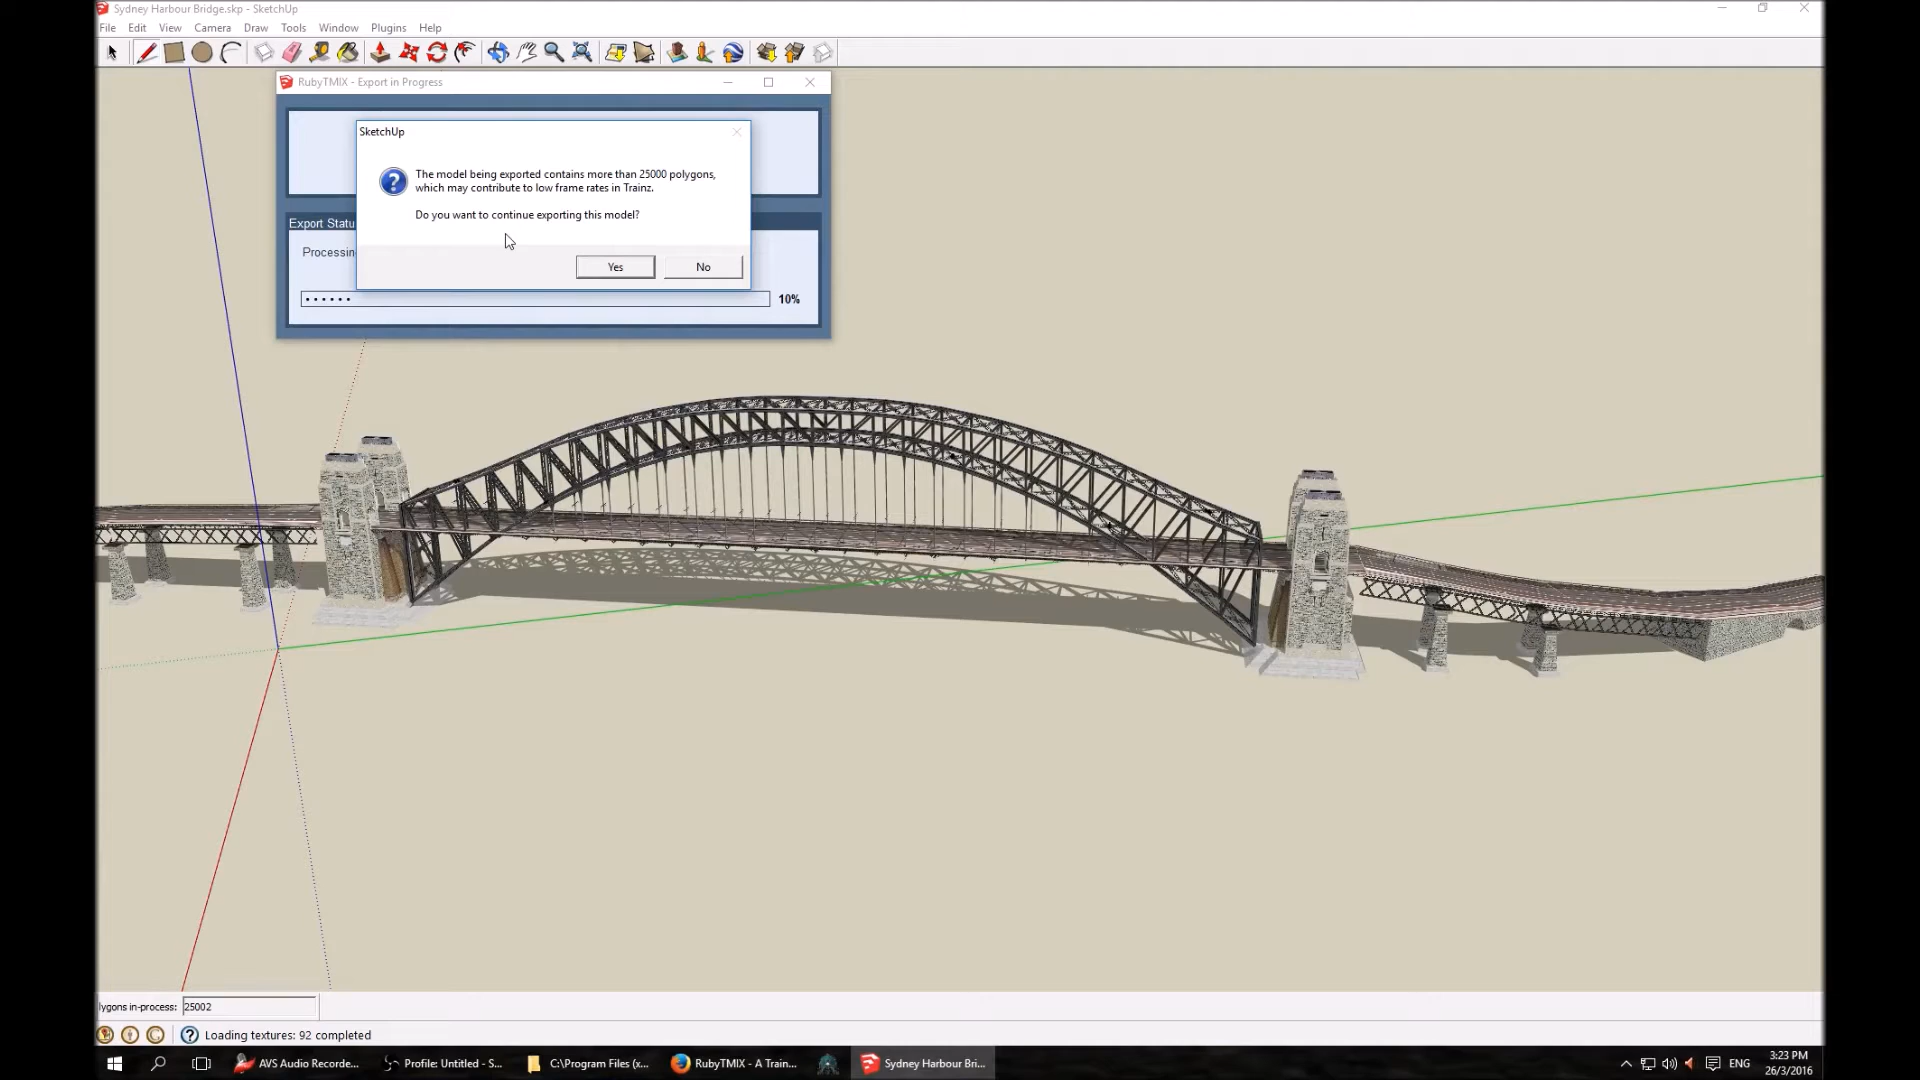 Sydney Harbour Bridge.skp - SketchUp
File Edit View Camera Draw Tools Window Plugins Help
RubyTMIX - Export in Progress
SketchUp
The model being exported contains more than 25000 polygons,
which may contribute to low frame rates in Trainz.
Do you want to continue exporting this model?
Export Statu
Processin
Yes No
10%
lygons in-process: 25002
Loading textures: 92 completed
AVS Audio Recorde... Profile: Untitled - S... C:\Program Files (x... RubyTMIX - A Train... Sydney Harbour Bri... ENG 3:23 PM
26/3/2016